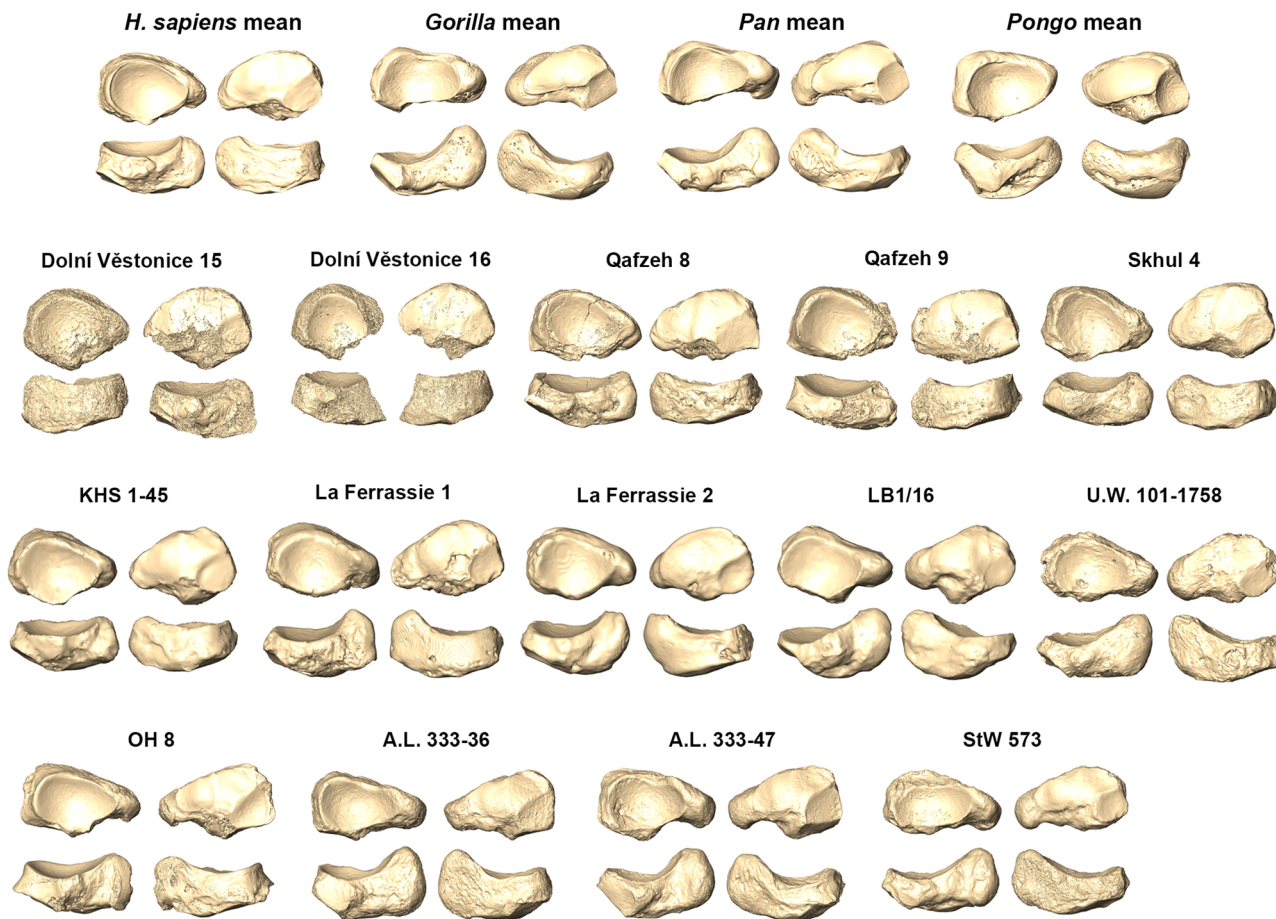 H. sapiens mean
Gorilla mean
Pan mean
Pongo mean
Dolní Věstonice 15
Dolní Věstonice 16
Qafzeh 8
Qafzeh 9
Skhul 4
KHS 1-45
La Ferrassie 1
La Ferrassie 2
LB1/16
U.W. 101-1758
OH 8
A.L. 333-36
A.L. 333-47
StW 573